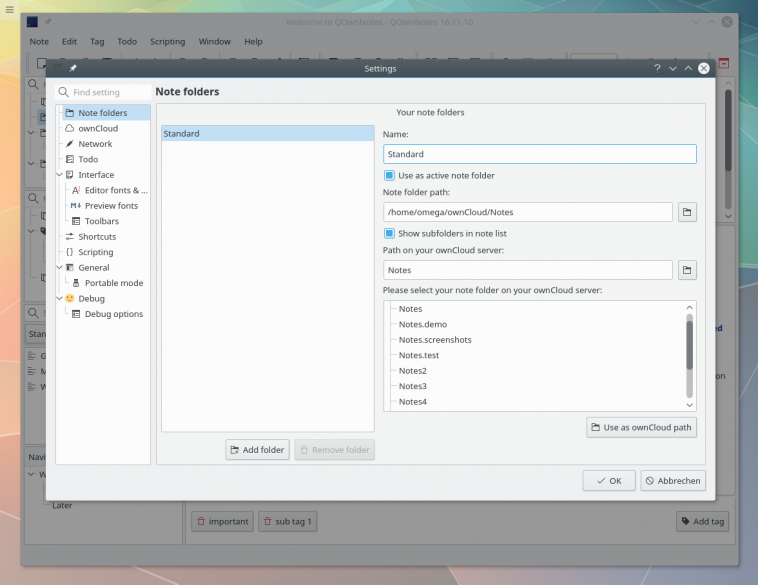 Welcome to QOwnNotes - QOwnNotes 16.11.10
Note Edit Tag Todo Scripting Window Help
Settings
Find setting
Note folders
ownCloud
Network
Todo
Interface
Editor fonts & ...
Preview fonts
Toolbars
Shortcuts
Scripting
General
Portable mode
Debug
Debug options
Note folders
Your note folders
Standard
Add folder
Remove folder
Name:
Standard
Use as active note folder
Note folder path:
/home/omega/ownCloud/Notes
Show subfolders in note list
Path on your ownCloud server:
Notes
Please select your note folder on your ownCloud server:
Notes
Notes.demo
Notes.screenshots
Notes.test
Notes2
Notes3
Notes4
Use as ownCloud path
OK
Abbrechen
Later
important
sub tag 1
Add tag